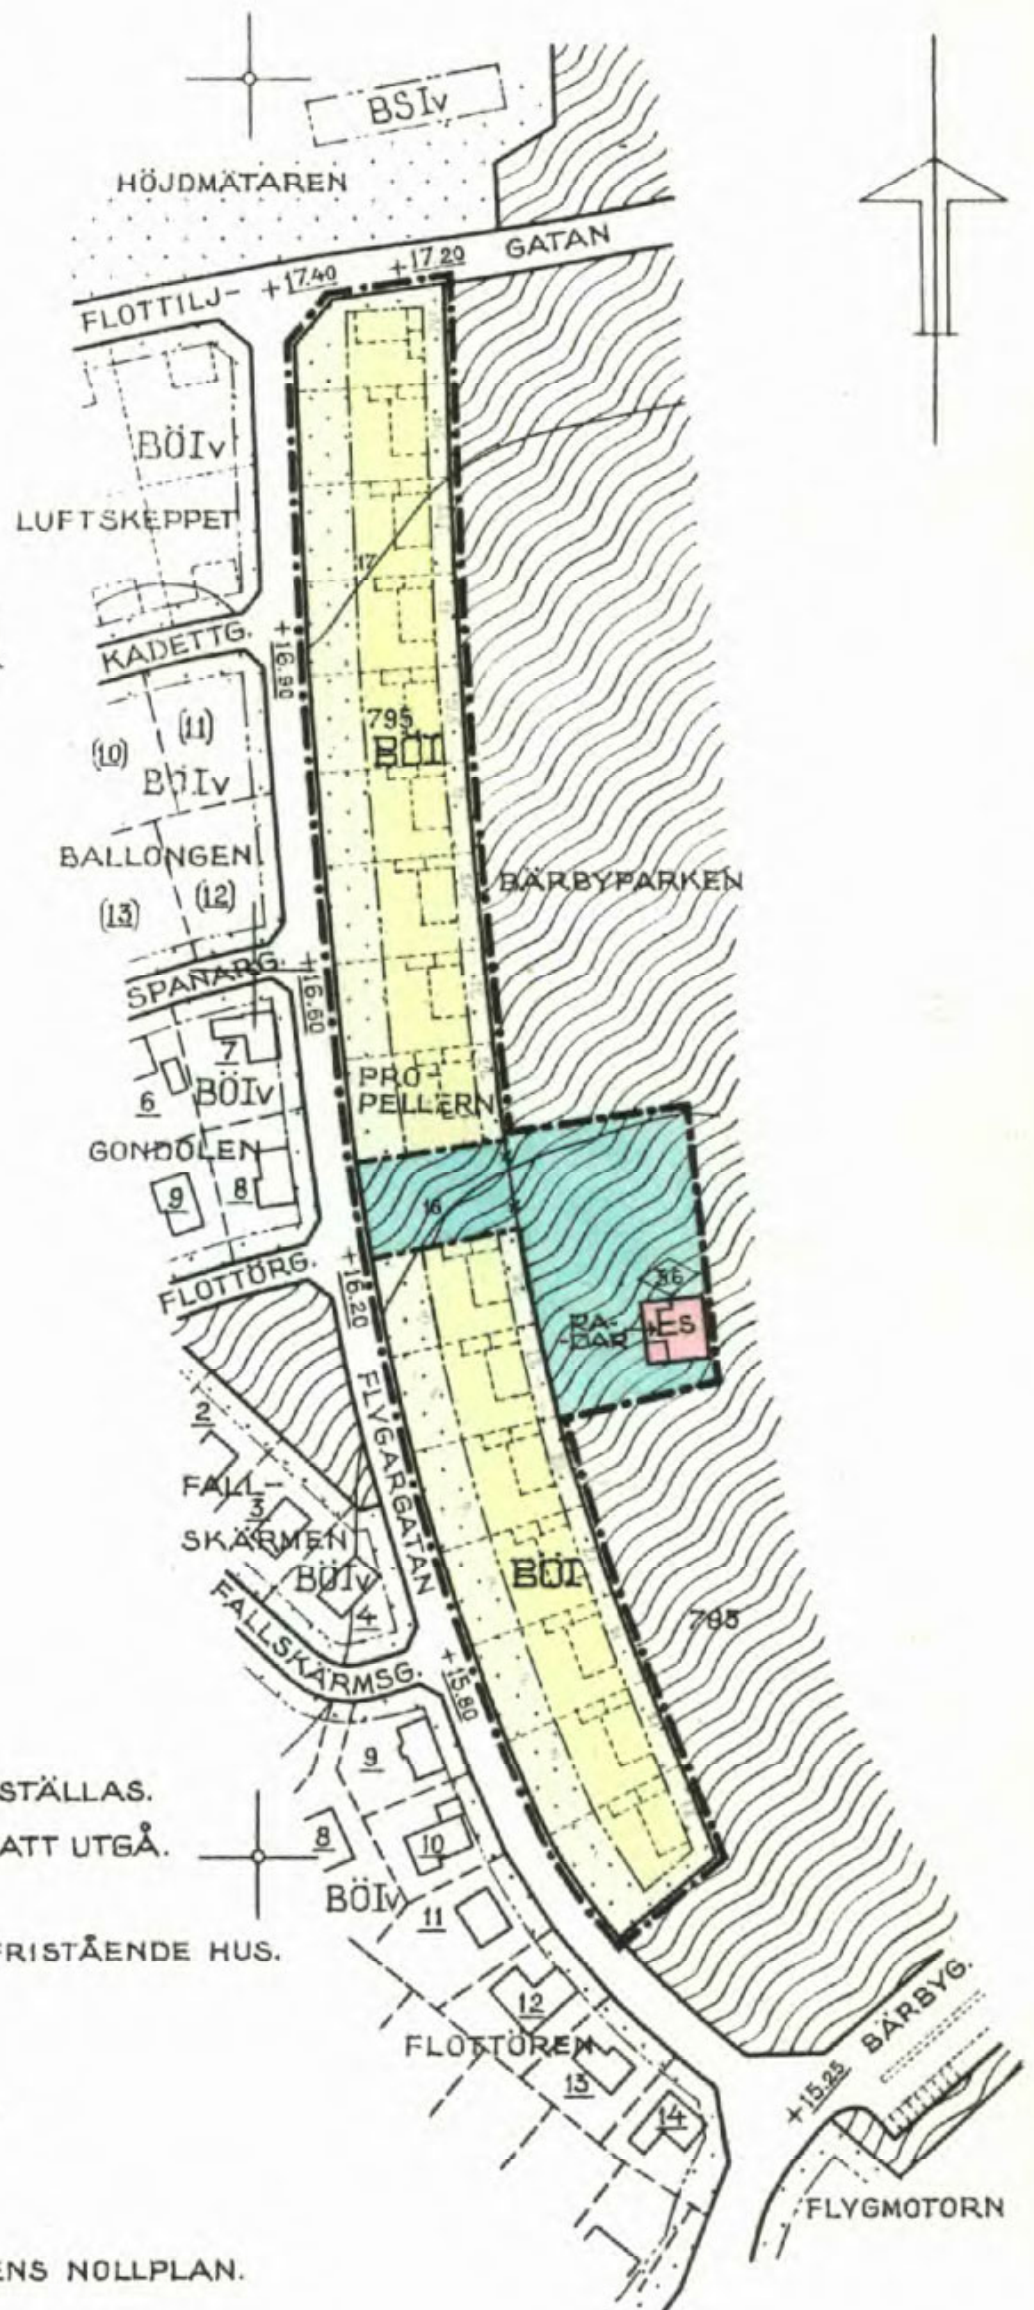 BSIv
HÖJDMÄTAREN
GATAN
+17.20
+17.40
FLOTTILJ-
BÖIv
LUFTSKEPPET
17
KADETTG.
+16.90
795
BÖI
(11)
(10)
BÖIv
BALLONGEN
(12)
(13)
BÄRBYPARKEN
SPANARG.
+16.60
7
BÖIv
6
PRO-
PELLERN
GONDOLEN
8
9
16
FLOTTÖRG.
+16.20
36
RA-
DAR
ES
FLYGARGATAN
2
FALL-
3
SKÄRMEN
BÖIv
4
BÖI
795
FALLSKÄRMSG.
+15.80
9
STÄLLAS.
8
10
ATT UTGÅ.
BÖIv
11
FRISTÅENDE HUS.
12
FLOTTÖREN
13
14
BÄRBYG.
+15.25
FLYGMOTORN
ENS NOLLPLAN.